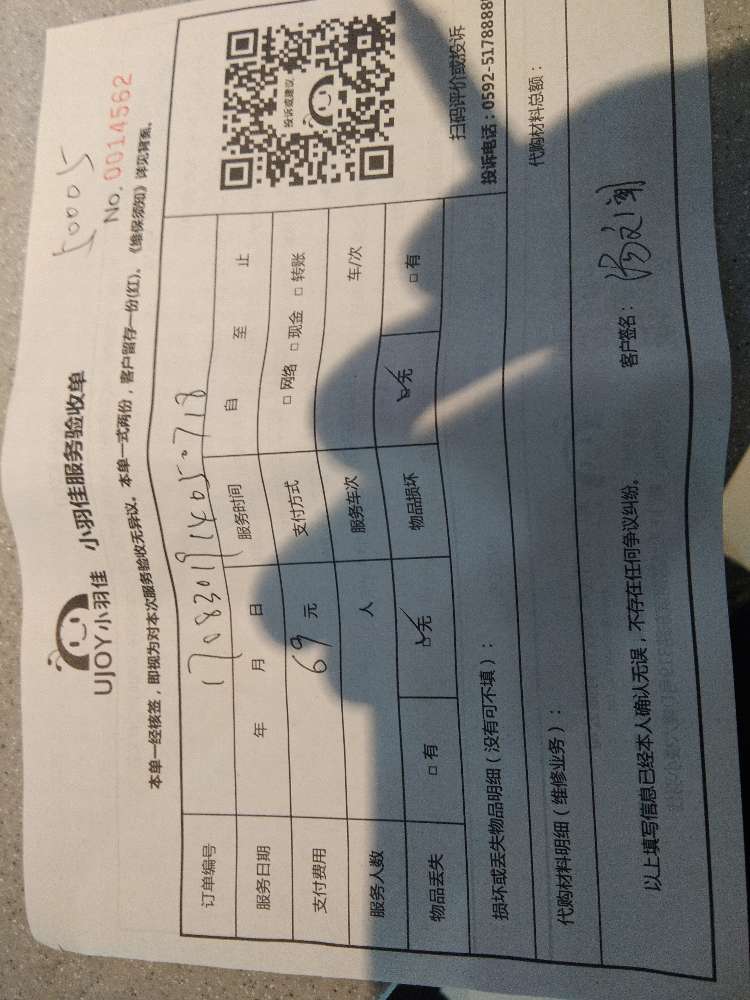 50005
UJOY小羽佳 小羽佳服务验收单 No. 0014562
本单一经核签，即视为对本次服务验收无异议。本单一式两份，客户留存一份(红)，《维保须知》详见背案。
订单编号 1708301914050718
服务日期 年 月 日 服务时间 自 至 止
支付费用 69 元 支付方式 □ 网络 □ 现金 □ 转账
服务人数 人 服务车次 车/次
物品丢失 □ 有 ☑ 无 物品损坏 ☑ 无 □ 有
投诉或建议
扫码评价或投诉
投诉电话：0592-5178888
损坏或丢失物品明细（没有可不填）：
代购材料明细（维修业务）： 代购材料总额：
以上填写信息已经本人确认无误，不存在任何争议纠纷。 客户签名：